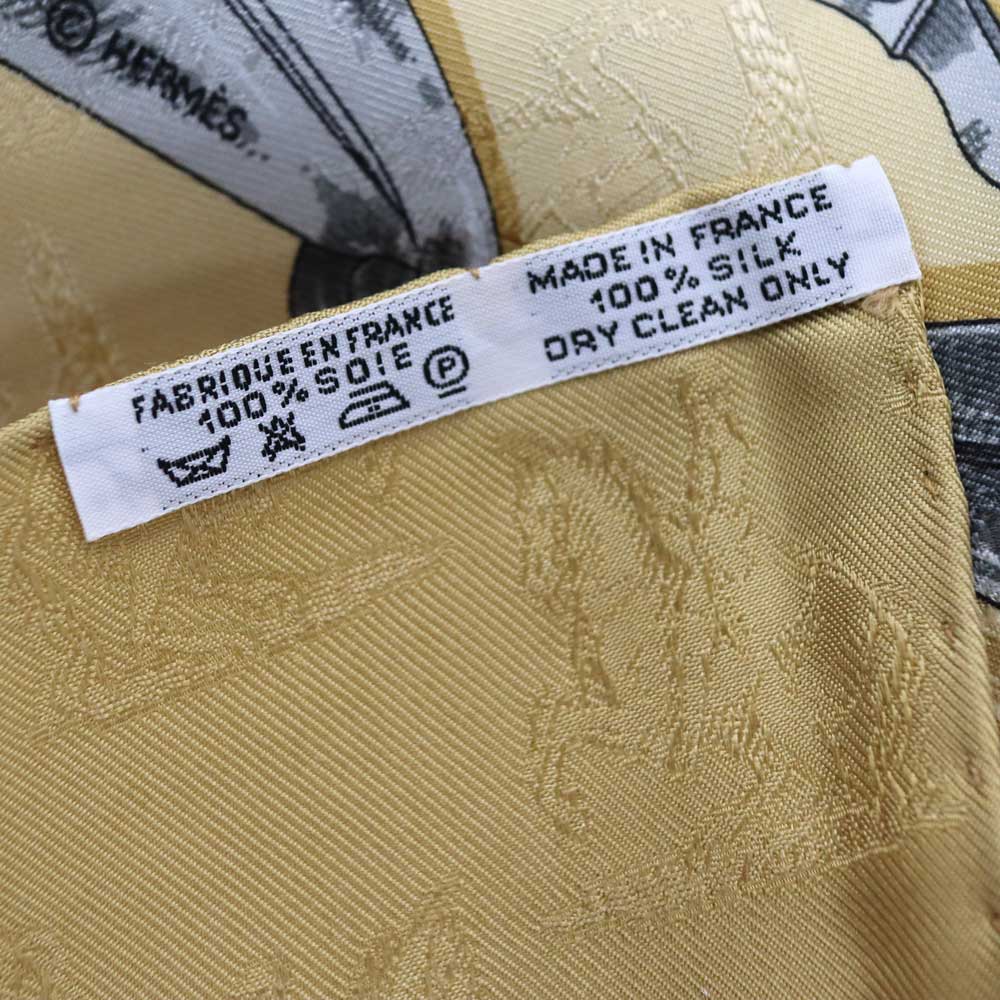 © HERMÈS
FABRIQUE EN FRANCE
100% SOIE
P
MADE IN FRANCE
100% SILK
DRY CLEAN ONLY